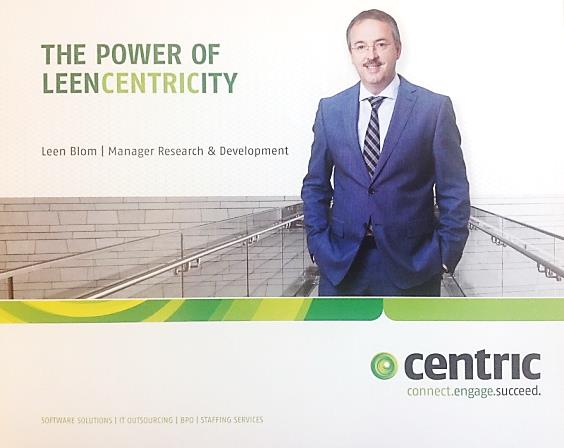 THE POWER OF
LEENCENTRICITY
Leen Blom | Manager Research & Development
centric
connect.engage.succeed.
SOFTWARE SOLUTIONS | IT OUTSOURCING | BPO | STAFFING SERVICES